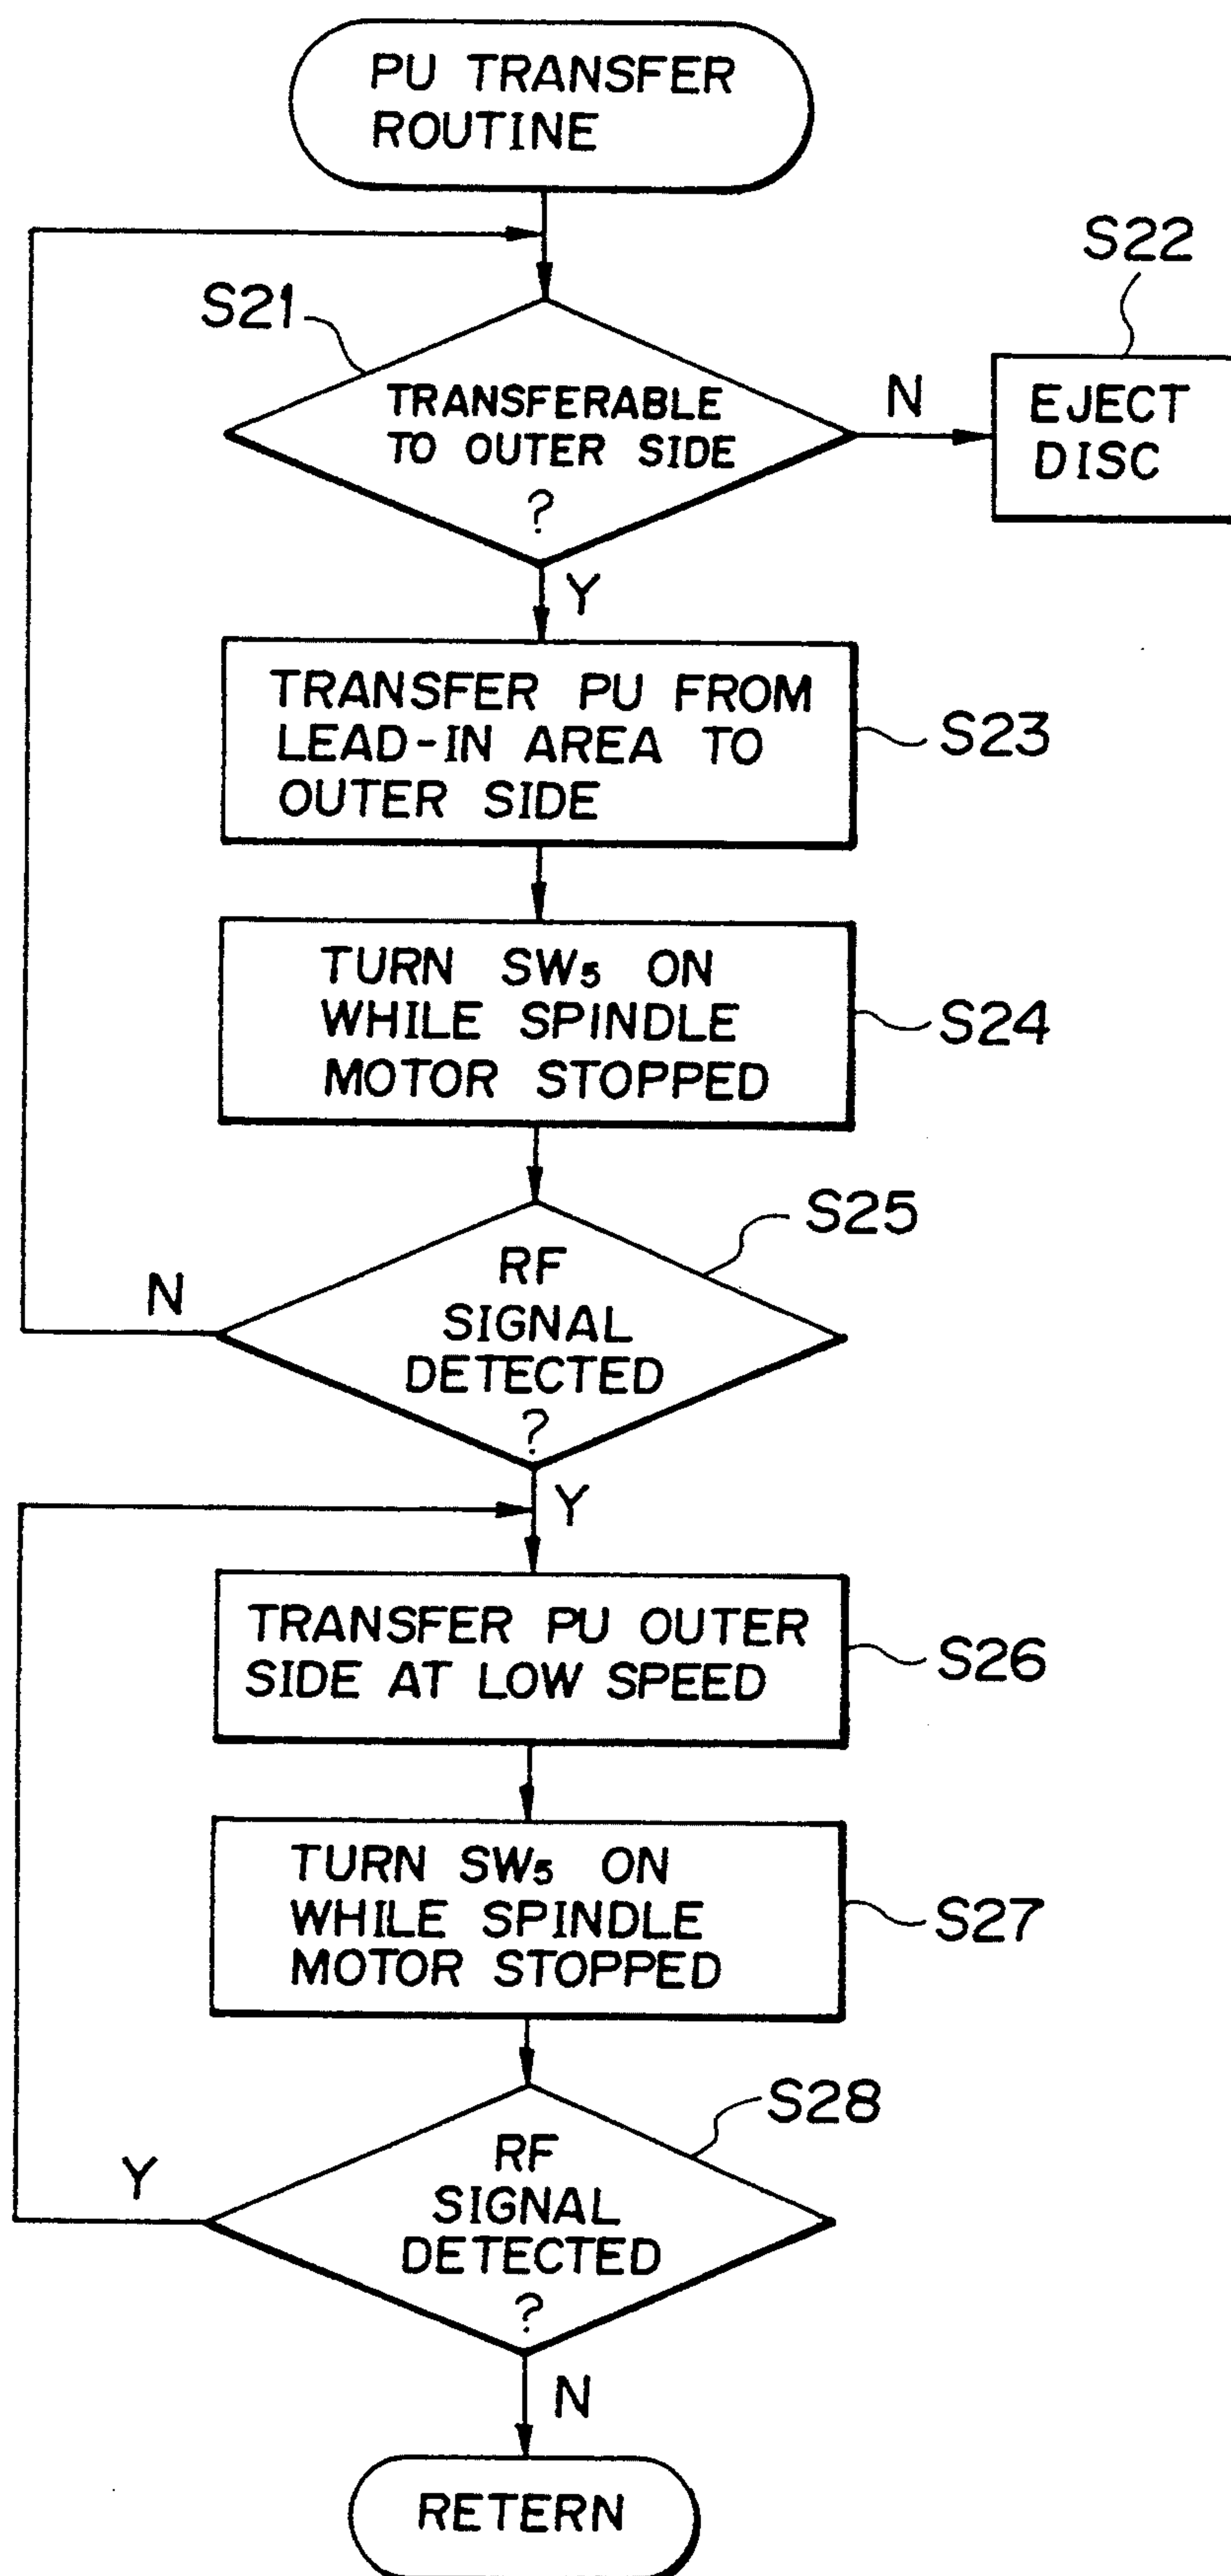 PU TRANSFER
ROUTINE
S21
TRANSFERABLE
TO OUTER SIDE
?
N
S22
EJECT
DISC
Y
TRANSFER PU FROM
LEAD-IN AREA TO
OUTER SIDE
S23
TURN SW5 ON
WHILE SPINDLE
MOTOR STOPPED
S24
S25
RF
SIGNAL
DETECTED
?
N
Y
TRANSFER PU OUTER
SIDE AT LOW SPEED
S26
TURN SW5 ON
WHILE SPINDLE
MOTOR STOPPED
S27
S28
RF
SIGNAL
DETECTED
?
Y
N
RETERN